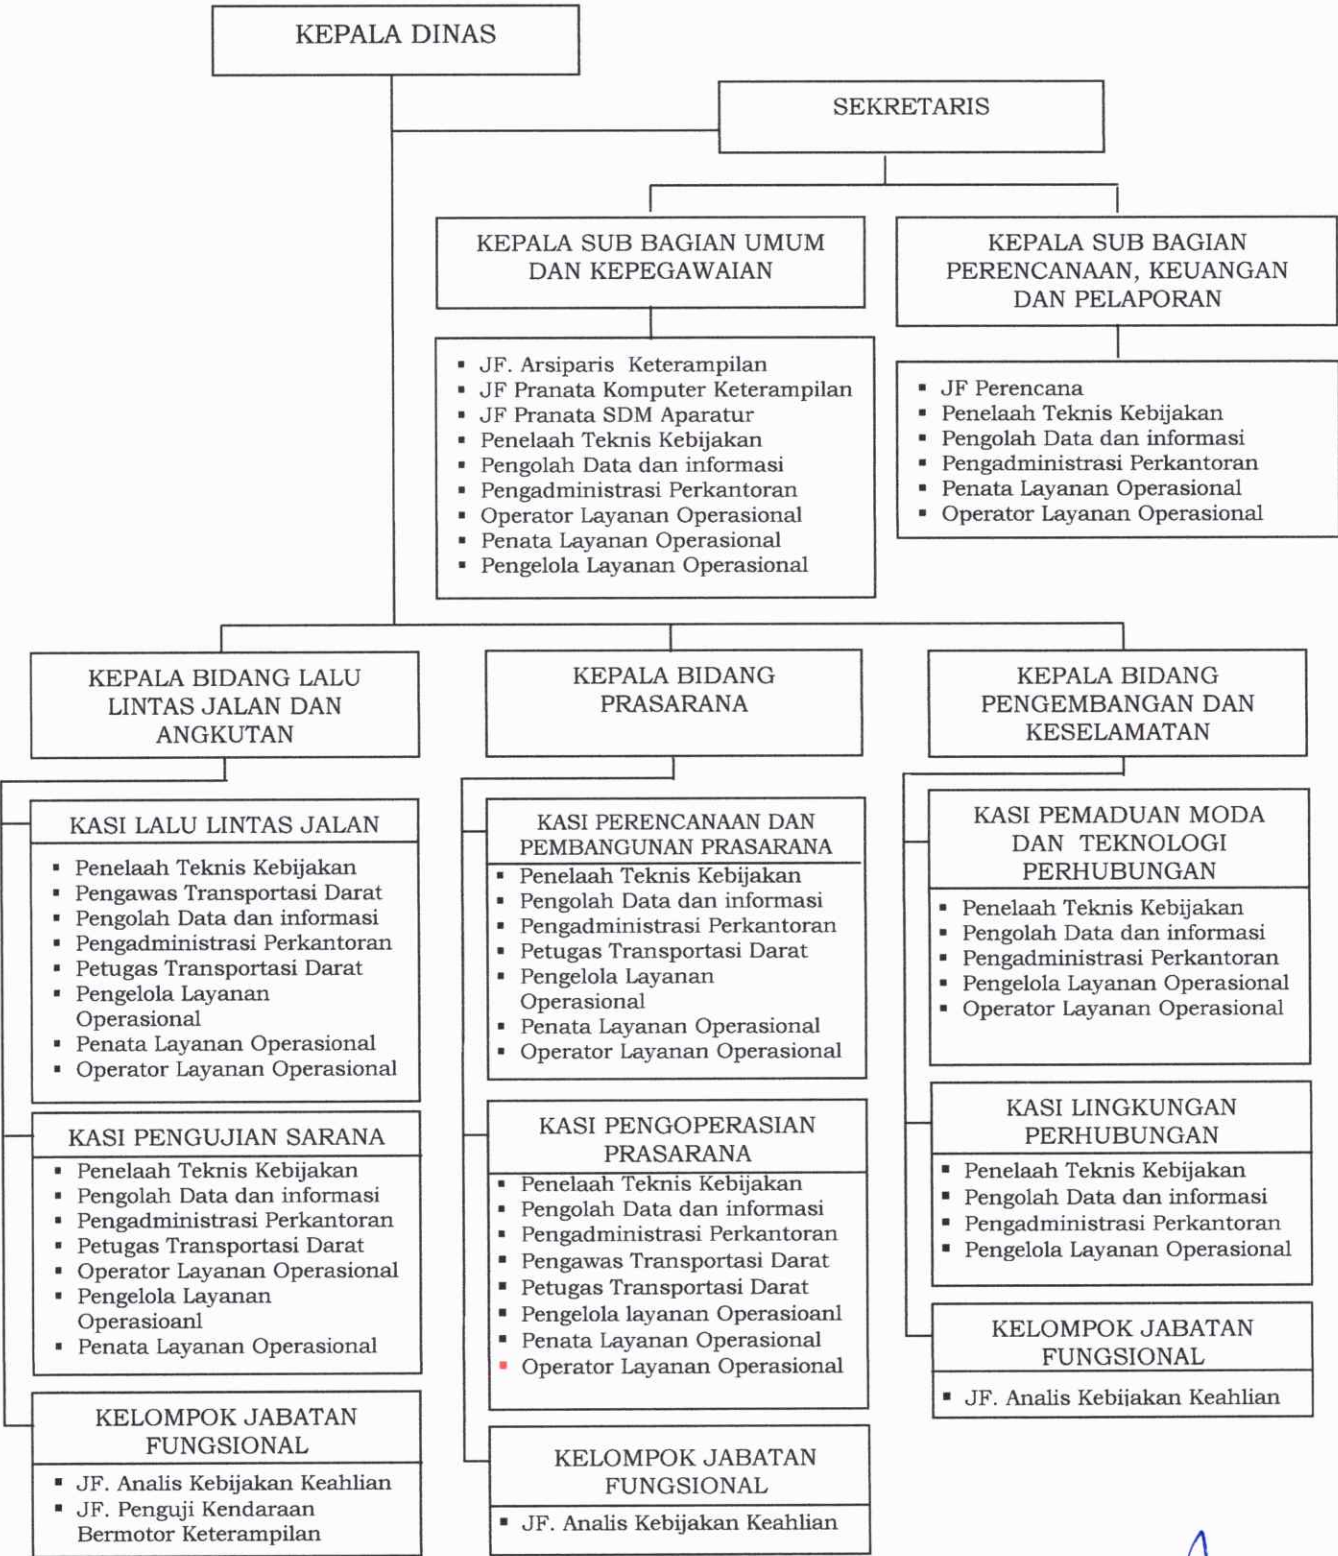 KEPALA DINAS
SEKRETARIS
KEPALA SUB BAGIAN UMUM
DAN KEPEGAWAIAN
KEPALA SUB BAGIAN
PERENCANAAN, KEUANGAN
DAN PELAPORAN
▪ JF. Arsiparis Keterampilan
▪ JF Pranata Komputer Keterampilan
▪ JF Pranata SDM Aparatur
▪ Penelaah Teknis Kebijakan
▪ Pengolah Data dan informasi
▪ Pengadministrasi Perkantoran
▪ Operator Layanan Operasional
▪ Penata Layanan Operasional
▪ Pengelola Layanan Operasional
▪ JF Perencana
▪ Penelaah Teknis Kebijakan
▪ Pengolah Data dan informasi
▪ Pengadministrasi Perkantoran
▪ Penata Layanan Operasional
▪ Operator Layanan Operasional
KEPALA BIDANG LALU
LINTAS JALAN DAN
ANGKUTAN
KASI LALU LINTAS JALAN
▪ Penelaah Teknis Kebijakan
▪ Pengawas Transportasi Darat
▪ Pengolah Data dan informasi
▪ Pengadministrasi Perkantoran
▪ Petugas Transportasi Darat
▪ Pengelola Layanan
Operasional
▪ Penata Layanan Operasional
▪ Operator Layanan Operasional
KASI PENGUJIAN SARANA
▪ Penelaah Teknis Kebijakan
▪ Pengolah Data dan informasi
▪ Pengadministrasi Perkantoran
▪ Petugas Transportasi Darat
▪ Operator Layanan Operasional
▪ Pengelola Layanan
Operasioanl
▪ Penata Layanan Operasional
KELOMPOK JABATAN
FUNGSIONAL
▪ JF. Analis Kebijakan Keahlian
▪ JF. Penguji Kendaraan
Bermotor Keterampilan
KEPALA BIDANG
PRASARANA
KASI PERENCANAAN DAN
PEMBANGUNAN PRASARANA
▪ Penelaah Teknis Kebijakan
▪ Pengolah Data dan informasi
▪ Pengadministrasi Perkantoran
▪ Petugas Transportasi Darat
▪ Pengelola Layanan
Operasional
▪ Penata Layanan Operasional
▪ Operator Layanan Operasional
KASI PENGOPERASIAN
PRASARANA
▪ Penelaah Teknis Kebijakan
▪ Pengolah Data dan informasi
▪ Pengadministrasi Perkantoran
▪ Pengawas Transportasi Darat
▪ Petugas Transportasi Darat
▪ Pengelola layanan Operasioanl
▪ Penata Layanan Operasional
▪ Operator Layanan Operasional
KELOMPOK JABATAN
FUNGSIONAL
▪ JF. Analis Kebijakan Keahlian
KEPALA BIDANG
PENGEMBANGAN DAN
KESELAMATAN
KASI PEMADUAN MODA
DAN TEKNOLOGI
PERHUBUNGAN
▪ Penelaah Teknis Kebijakan
▪ Pengolah Data dan informasi
▪ Pengadministrasi Perkantoran
▪ Pengelola Layanan Operasional
▪ Operator Layanan Operasional
KASI LINGKUNGAN
PERHUBUNGAN
▪ Penelaah Teknis Kebijakan
▪ Pengolah Data dan informasi
▪ Pengadministrasi Perkantoran
▪ Pengelola Layanan Operasional
KELOMPOK JABATAN
FUNGSIONAL
▪ JF. Analis Kebijakan Keahlian